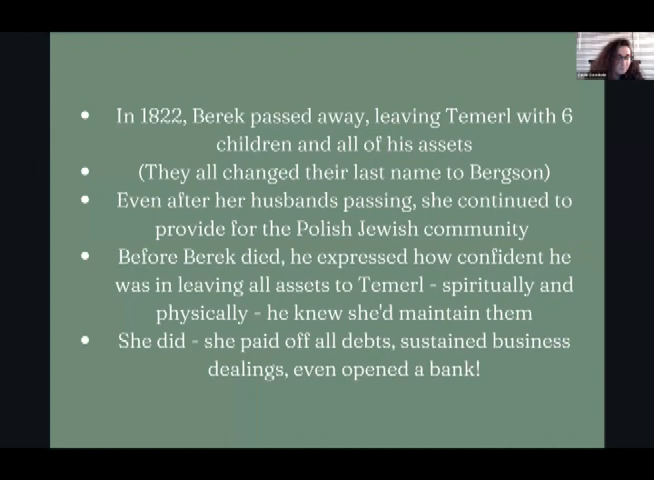 • In 1822, Berek passed away, leaving Temerl with 6
children and all of his assets
• (They all changed their last name to Bergson)
• Even after her husbands passing, she continued to
provide for the Polish Jewish community
• Before Berek died, he expressed how confident he
was in leaving all assets to Temerl - spiritually and
physically - he knew she'd maintain them
• She did - she paid off all debts, sustained business
dealings, even opened a bank!